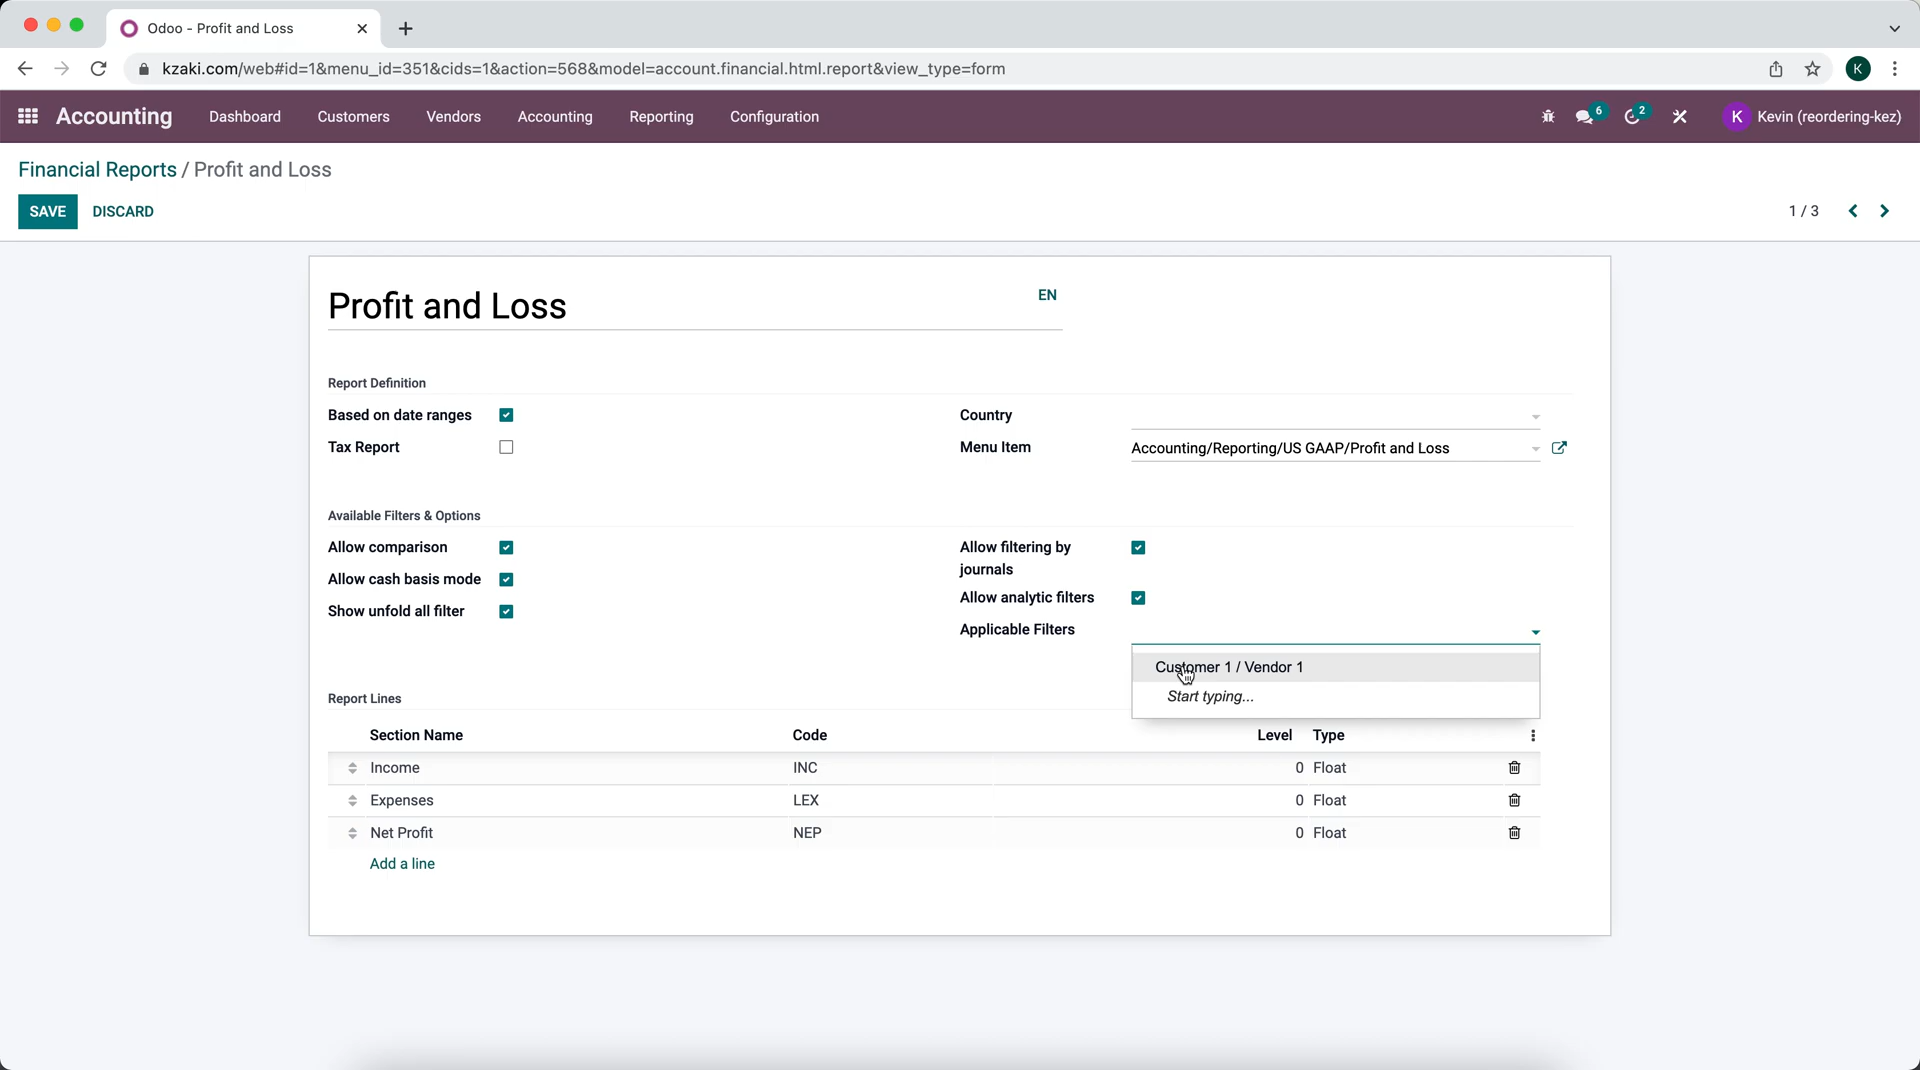 Odoo - Profit and Loss
kzaki.com/web#id=1&menu_id=351&cids=1&action=568&model=account.financial.html.report&view_type=form
K
Accounting Dashboard Customers Vendors Accounting Reporting Configuration 6 2 K Kevin (reordering-kez)
Financial Reports / Profit and Loss
SAVE DISCARD 1 / 3
Profit and Loss EN
Report Definition
Based on date ranges Country
Tax Report Menu Item Accounting/Reporting/US GAAP/Profit and Loss
Available Filters & Options
Allow comparison Allow filtering by
journals
Allow cash basis mode
Allow analytic filters
Show unfold all filter
Applicable Filters
Customer 1 / Vendor 1
Start typing...
Report Lines
Section Name Code Level Type
Income INC 0 Float
Expenses LEX 0 Float
Net Profit NEP 0 Float
Add a line